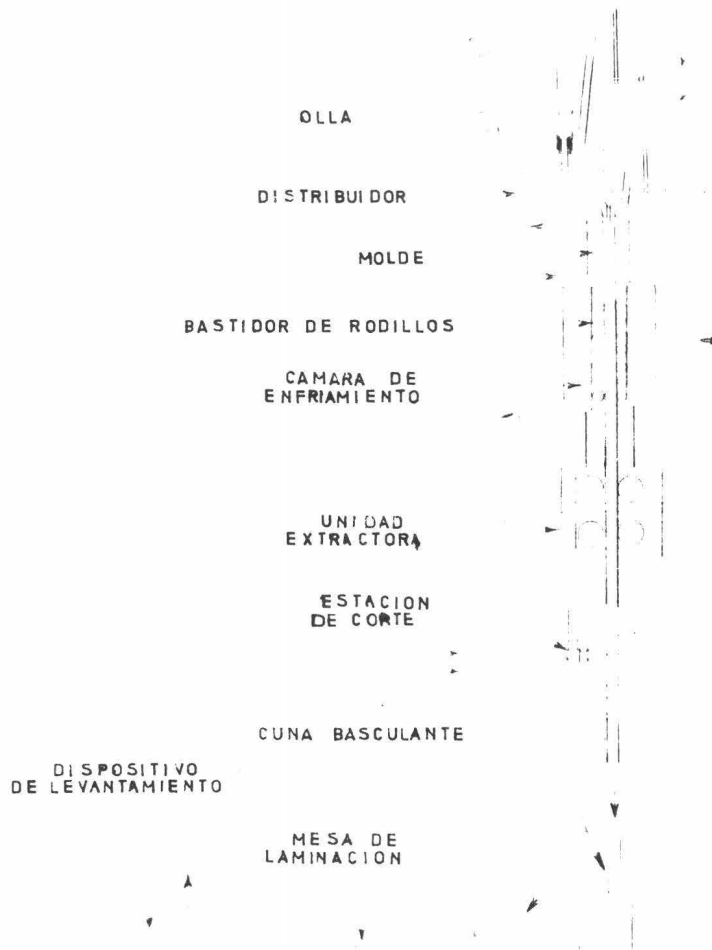 OLLA
DISTRIBUIDOR
MOLDE
BASTIDOR DE RODILLOS
CAMARA DE
ENFRIAMIENTO
UNIDAD
EXTRACTORA
ESTACION
DE CORTE
CUNA BASCULANTE
DISPOSITIVO
DE LEVANTAMIENTO
MESA DE
LAMINACION